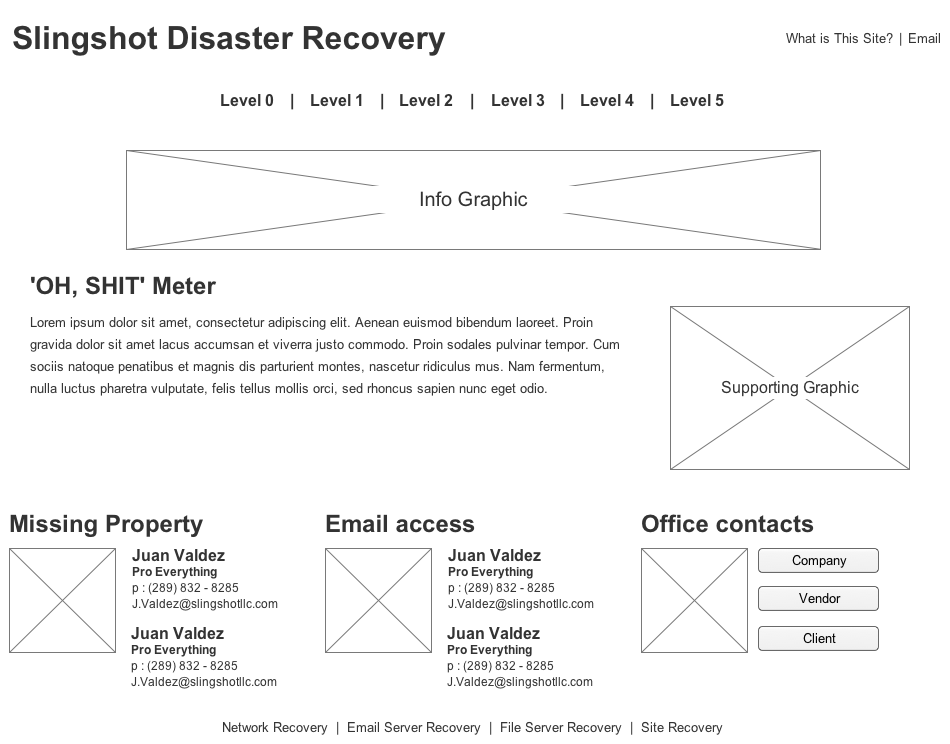 Slingshot Disaster Recovery
What is This Site? | Email
Level 0 | Level 1 | Level 2 | Level 3 | Level 4 | Level 5
Info Graphic
'OH, SHIT' Meter
Lorem ipsum dolor sit amet, consectetur adipiscing elit. Aenean euismod bibendum laoreet. Proin
gravida dolor sit amet lacus accumsan et viverra justo commodo. Proin sodales pulvinar tempor. Cum
sociis natoque penatibus et magnis dis parturient montes, nascetur ridiculus mus. Nam fermentum,
nulla luctus pharetra vulputate, felis tellus mollis orci, sed rhoncus sapien nunc eget odio.
Supporting Graphic
Missing Property
Juan Valdez
Pro Everything
p : (289) 832 - 8285
J.Valdez@slingshotllc.com
Juan Valdez
Pro Everything
p : (289) 832 - 8285
J.Valdez@slingshotllc.com
Email access
Juan Valdez
Pro Everything
p : (289) 832 - 8285
J.Valdez@slingshotllc.com
Juan Valdez
Pro Everything
p : (289) 832 - 8285
J.Valdez@slingshotllc.com
Office contacts
Company
Vendor
Client
Network Recovery | Email Server Recovery | File Server Recovery | Site Recovery